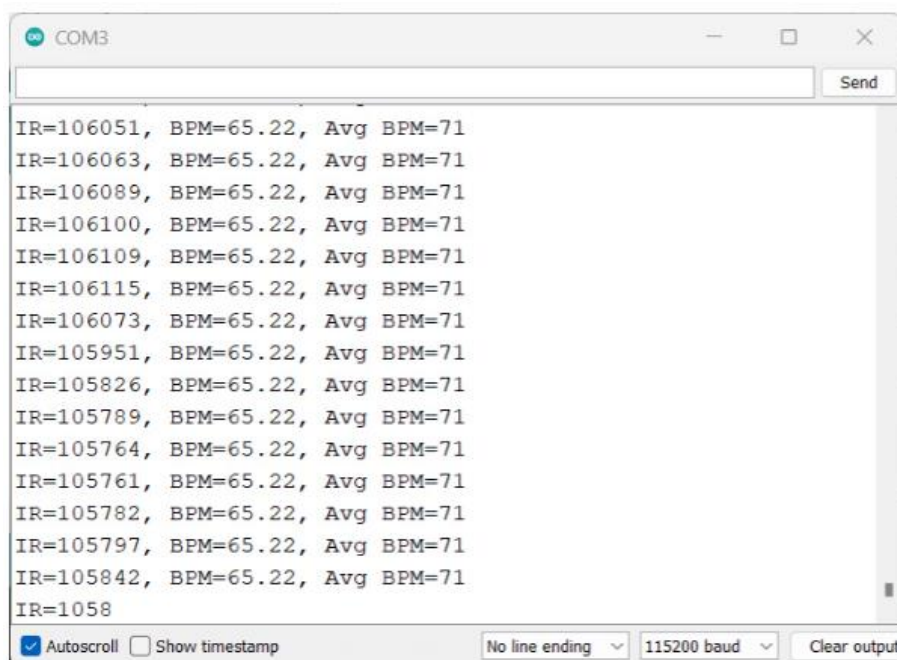 COM3
Send
IR=106051, BPM=65.22, Avg BPM=71
IR=106063, BPM=65.22, Avg BPM=71
IR=106089, BPM=65.22, Avg BPM=71
IR=106100, BPM=65.22, Avg BPM=71
IR=106109, BPM=65.22, Avg BPM=71
IR=106115, BPM=65.22, Avg BPM=71
IR=106073, BPM=65.22, Avg BPM=71
IR=105951, BPM=65.22, Avg BPM=71
IR=105826, BPM=65.22, Avg BPM=71
IR=105789, BPM=65.22, Avg BPM=71
IR=105764, BPM=65.22, Avg BPM=71
IR=105761, BPM=65.22, Avg BPM=71
IR=105782, BPM=65.22, Avg BPM=71
IR=105797, BPM=65.22, Avg BPM=71
IR=105842, BPM=65.22, Avg BPM=71
IR=1058
Autoscroll Show timestamp No line ending 115200 baud Clear output